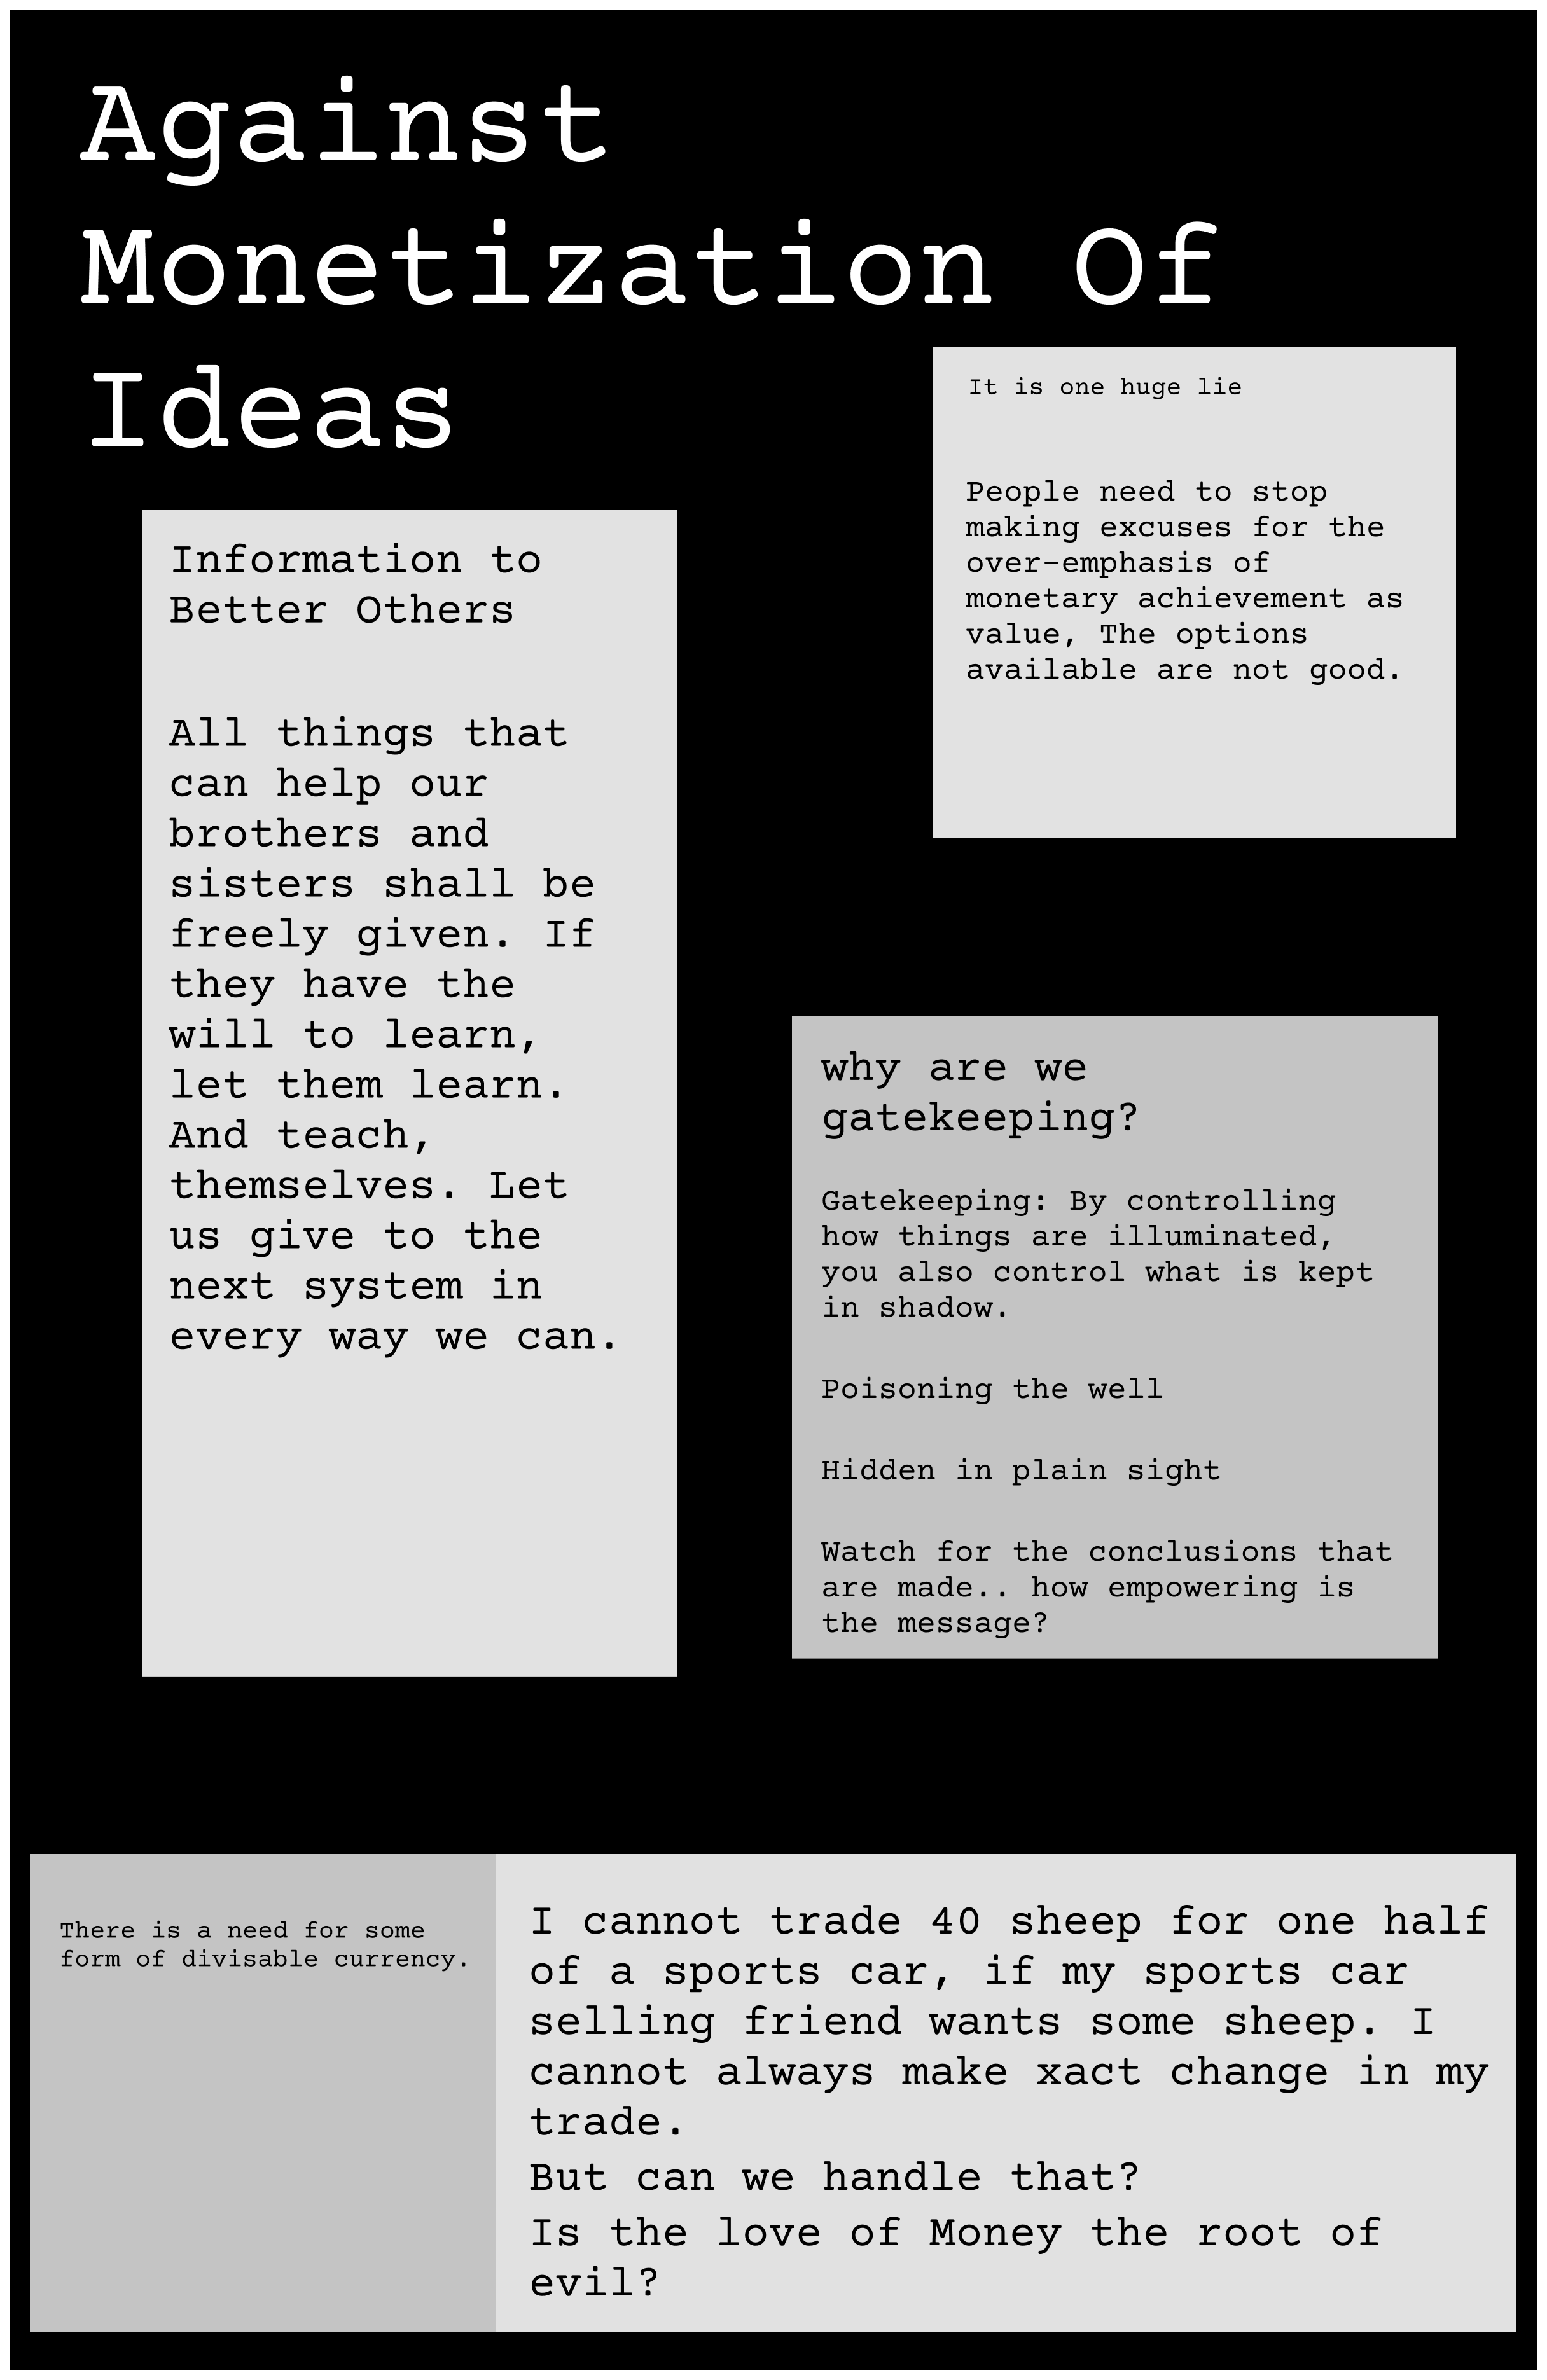 Against
Monetization Of
Ideas
It is one huge lie
People need to stop
making excuses for the
over-emphasis of
monetary achievement as
value, The options
available are not good.
Information to
Better Others
All things that
can help our
brothers and
sisters shall be
freely given. If
they have the
will to learn,
let them learn.
And teach,
themselves. Let
us give to the
next system in
every way we can.
why are we
gatekeeping?
Gatekeeping: By controlling
how things are illuminated,
you also control what is kept
in shadow.
Poisoning the well
Hidden in plain sight
Watch for the conclusions that
are made.. how empowering is
the message?
There is a need for some
form of divisable currency.
I cannot trade 40 sheep for one half
of a sports car, if my sports car
selling friend wants some sheep. I
cannot always make xact change in my
trade.
But can we handle that?
Is the love of Money the root of
evil?